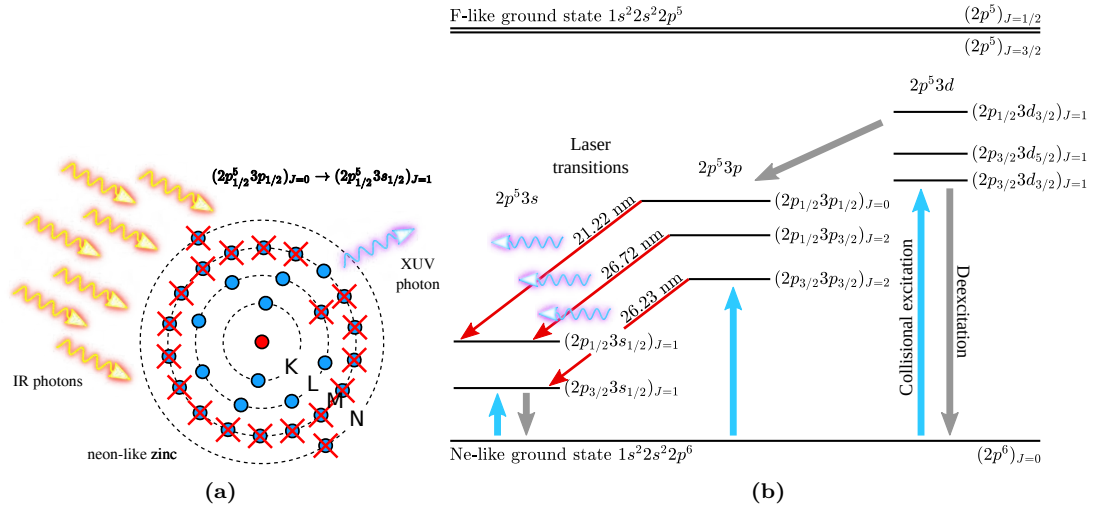 (2p⁵₁/₂3p₁/₂)J=0 → (2p⁵₁/₂3s₁/₂)J=1
XUV
photon
IR photons
K
L
M
N
neon-like zinc
(a)
F-like ground state 1s²2s²2p⁵
(2p⁵)J=1/2
(2p⁵)J=3/2
2p⁵3d
(2p₁/₂3d₃/₂)J=1
(2p₃/₂3d₅/₂)J=1
(2p₃/₂3d₃/₂)J=1
Laser
transitions
2p⁵3p
2p⁵3s
(2p₁/₂3p₁/₂)J=0
(2p₁/₂3p₃/₂)J=2
(2p₃/₂3p₃/₂)J=2
21.22 nm
26.72 nm
26.23 nm
(2p₁/₂3s₁/₂)J=1
(2p₃/₂3s₁/₂)J=1
Collisional excitation
Deexcitation
Ne-like ground state 1s²2s²2p⁶
(2p⁶)J=0
(b)